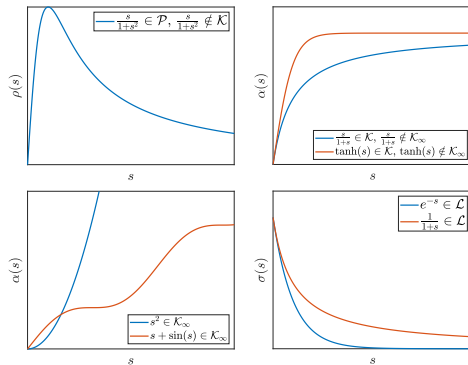 ρ(s)
s/(1+s²) ∈ 𝒫, s/(1+s²) ∉ 𝒦
s
α(s)
s/(1+s) ∈ 𝒦, s/(1+s) ∉ 𝒦∞
tanh(s) ∈ 𝒦, tanh(s) ∉ 𝒦∞
s
α(s)
s² ∈ 𝒦∞
s + sin(s) ∈ 𝒦∞
s
σ(s)
e⁻ˢ ∈ ℒ
1/(1+s) ∈ ℒ
s